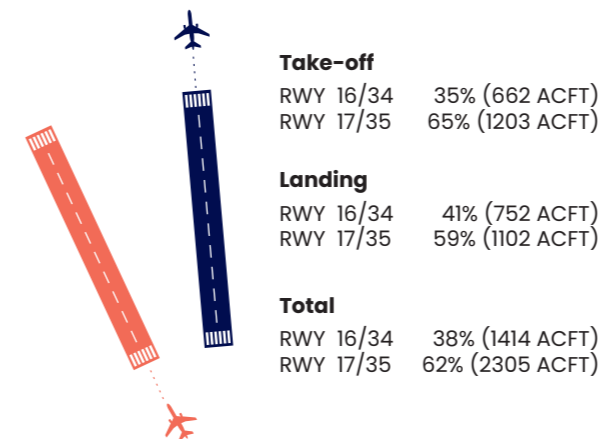 Take-off
RWY 16/34 35% (662 ACFT)
RWY 17/35 65% (1203 ACFT)
Landing
RWY 16/34 41% (752 ACFT)
RWY 17/35 59% (1102 ACFT)
Total
RWY 16/34 38% (1414 ACFT)
RWY 17/35 62% (2305 ACFT)